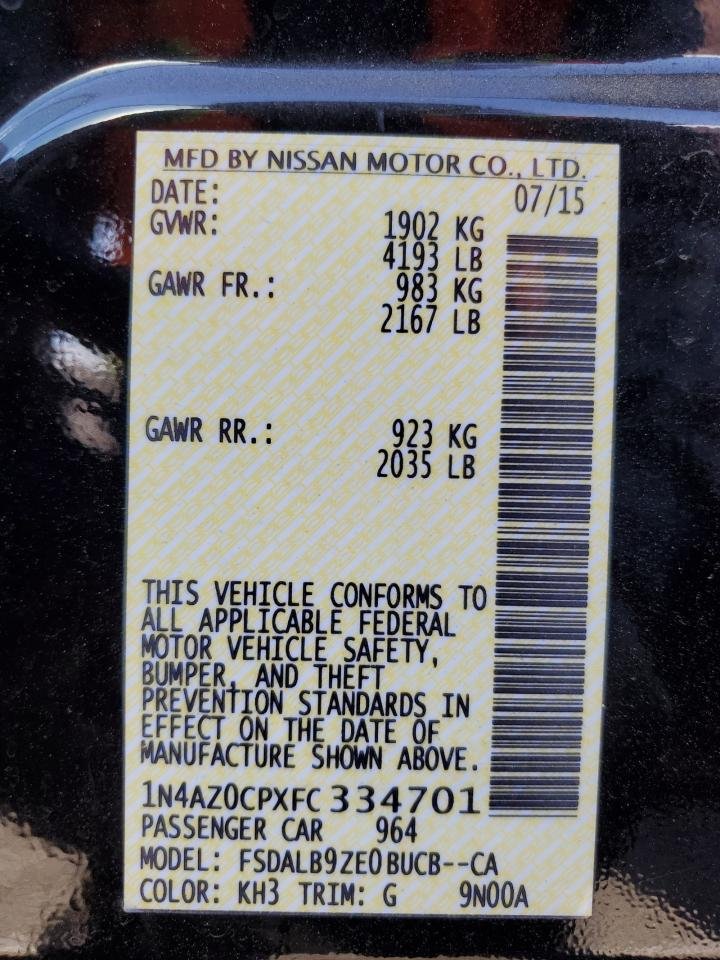 MFD BY NISSAN MOTOR CO., LTD.
DATE: 07/15
GVWR: 1902 KG
4193 LB
GAWR FR.: 983 KG
2167 LB
GAWR RR.: 923 KG
2035 LB
THIS VEHICLE CONFORMS TO
ALL APPLICABLE FEDERAL
MOTOR VEHICLE SAFETY,
BUMPER, AND THEFT
PREVENTION STANDARDS IN
EFFECT ON THE DATE OF
MANUFACTURE SHOWN ABOVE.
1N4AZ0CPXFC334701
PASSENGER CAR 964
MODEL: FSDALB9ZE0BUCB--CA
COLOR: KH3 TRIM: G 9N00A